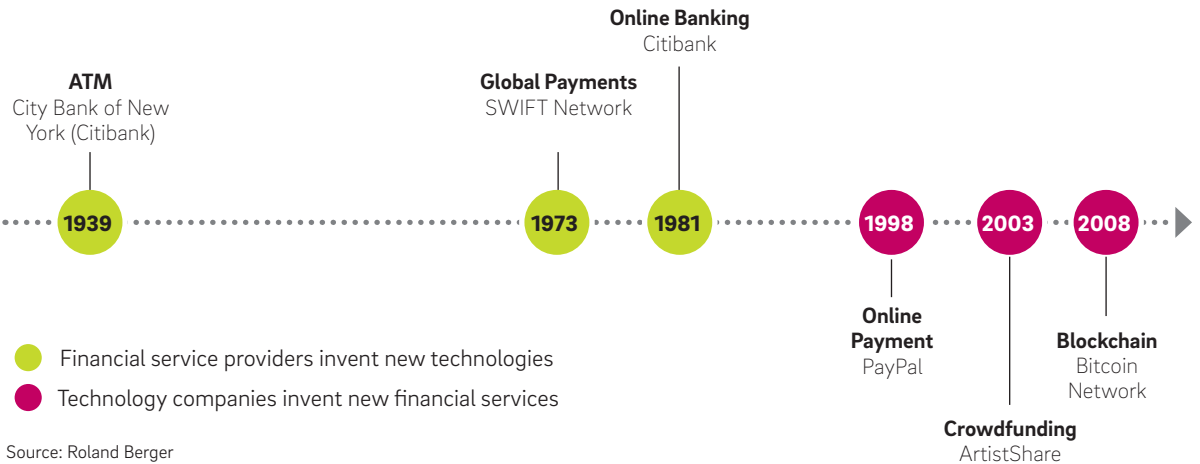 Online Banking
Citibank
ATM
City Bank of New
York (Citibank)
Global Payments
SWIFT Network
1939
1973
1981
1998
2003
2008
Online
Payment
PayPal
Blockchain
Bitcoin
Network
Financial service providers invent new technologies
Technology companies invent new financial services
Crowdfunding
ArtistShare
Source: Roland Berger